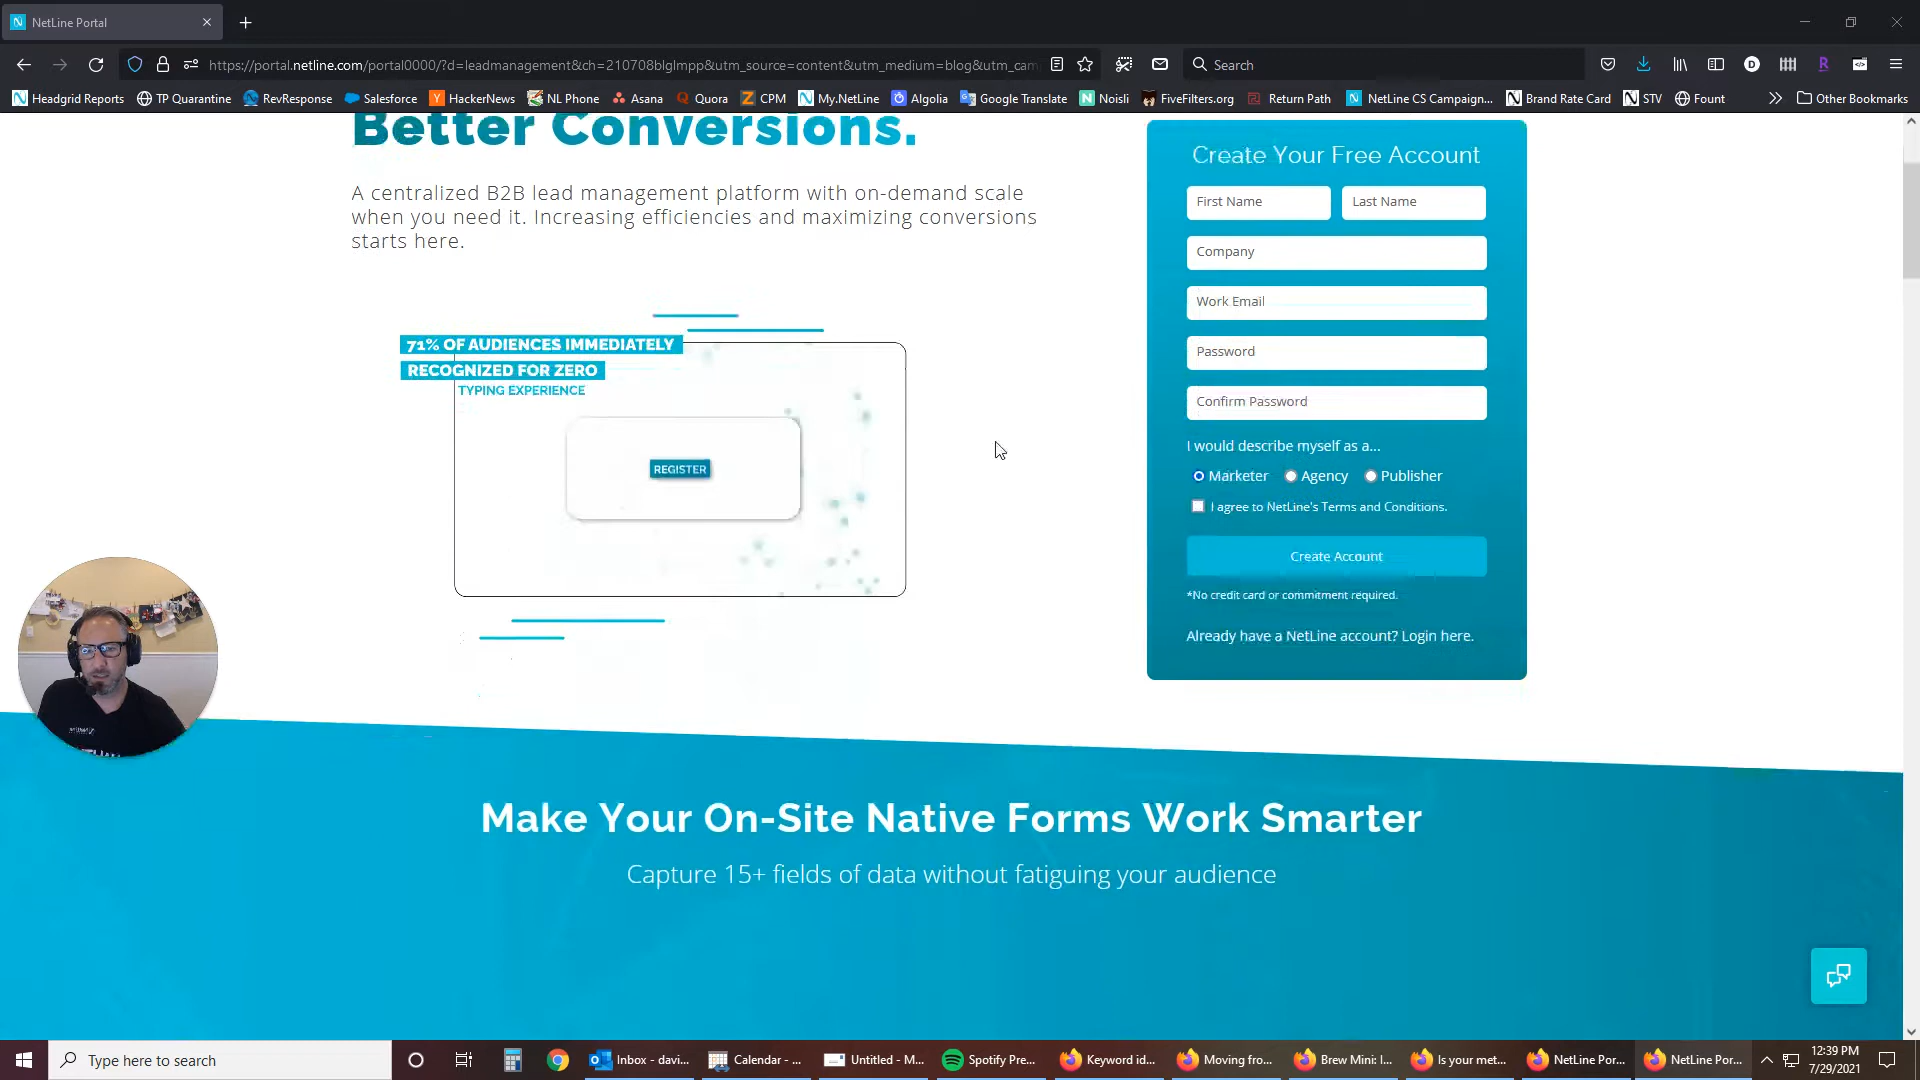 NetLine Portal
https://portal.netline.com/portal0000/?d=leadmanagement&ch=210708blglmpp&utm_source=content&utm_medium=blog&utm_cam
Search
Headgrid Reports
TP Quarantine
RevResponse
Salesforce
HackerNews
NL Phone
Asana
Quora
CPM
My.NetLine
Algolia
Google Translate
Noisli
FiveFilters.org
Return Path
NetLine CS Campaign...
Brand Rate Card
STV
Fount
Other Bookmarks
Better Conversions.
A centralized B2B lead management platform with on-demand scale
when you need it. Increasing efficiencies and maximizing conversions
starts here.
71% OF AUDIENCES IMMEDIATELY
RECOGNIZED FOR ZERO
TYPING EXPERIENCE
REGISTER
Create Your Free Account
First Name
Last Name
Company
Work Email
Password
Confirm Password
I would describe myself as a...
Marketer
Agency
Publisher
I agree to NetLine's Terms and Conditions.
Create Account
*No credit card or commitment required.
Already have a NetLine account? Login here.
Make Your On-Site Native Forms Work Smarter
Capture 15+ fields of data without fatiguing your audience
Type here to search
Inbox - davi...
Calendar - ...
Untitled - M...
Spotify Pre...
Keyword id...
Moving fro...
Brew Mini: I...
Is your met...
NetLine Por...
NetLine Por...
12:39 PM
7/29/2021